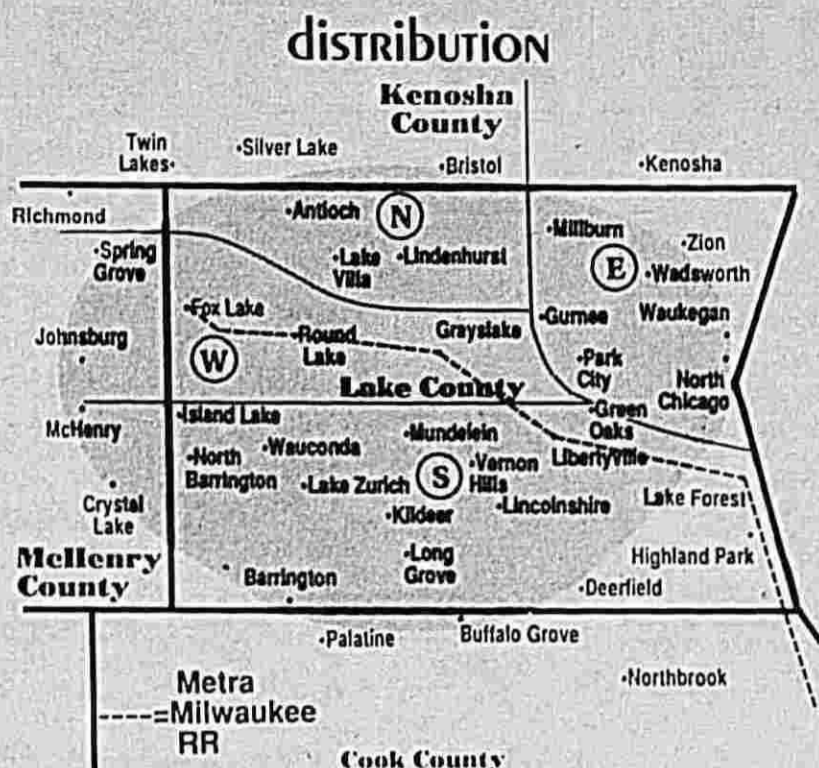 distribution
Kenosha
County
Twin
Lakes
Silver Lake
Bristol
Kenosha
Richmond
Antioch
N
Millburn
Zion
Spring
Grove
Lake
Villa
Lindenhurst
E
Wadsworth
Fox Lake
Grayslake
Gurnee
Waukegan
Johnsburg
W
Round
Lake
Park
City
Lake County
North
Chicago
McHenry
Island Lake
Green
Oaks
Mundelein
Wauconda
North
Barrington
Vernon
Hills
Libertyville
Lake Zurich
S
Crystal
Lake
Lincolnshire
Lake Forest
Kildeer
McHenry
County
Long
Grove
Highland Park
Barrington
Deerfield
Palatine
Buffalo Grove
Northbrook
Metra
----=Milwaukee
RR
Cook County